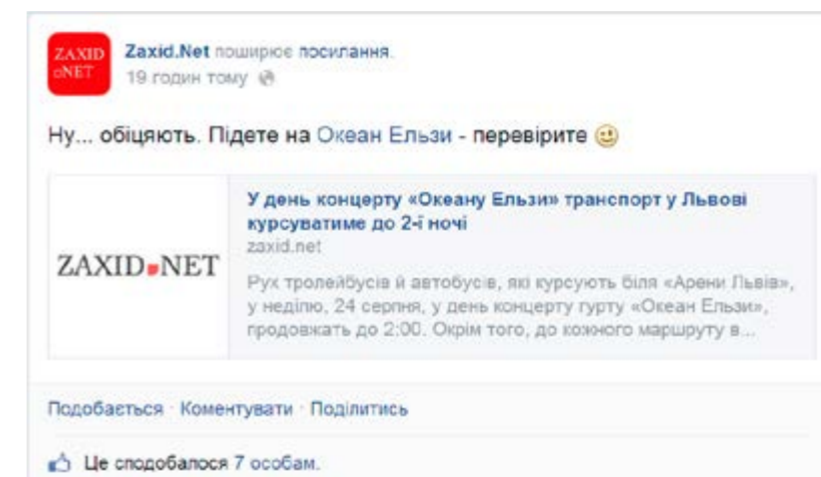 ZAXID
.NET
Zaxid.Net поширює посилання.
19 годин тому
Ну... обіцяють. Підете на Океан Ельзи - перевірите
ZAXID.NET
У день концерту «Океану Ельзи» транспорт у Львові
курсуватиме до 2-ї ночі
zaxid.net
Рух тролейбусів й автобусів, які курсують біля «Арени Львів»,
у неділю, 24 серпня, у день концерту гурту «Океан Ельзи»,
продовжать до 2:00. Окрім того, до кожного маршруту в...
Подобається · Коментувати · Поділитись
Це сподобалося 7 особам.